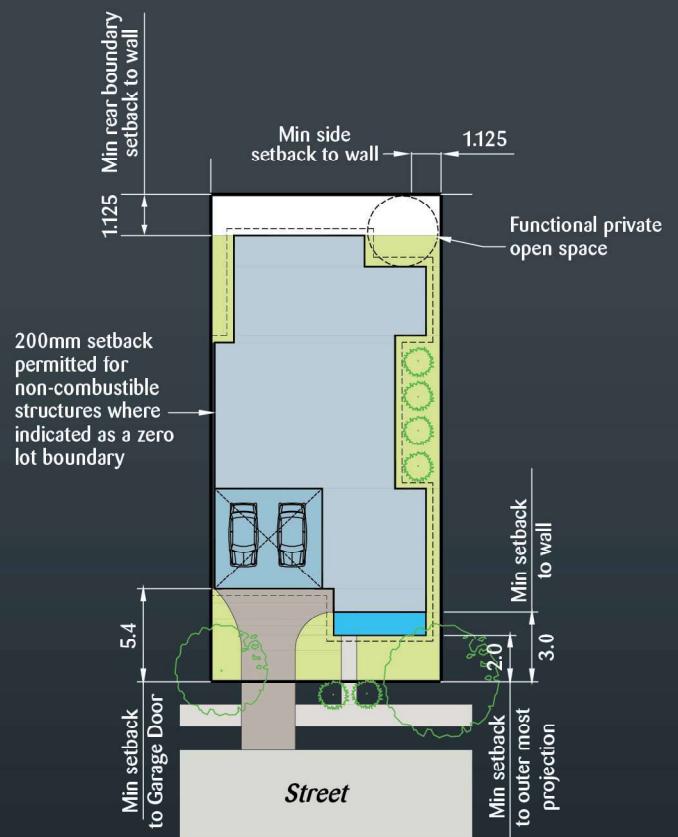 Min rear boundary
setback to wall
1.125
Min side
setback to wall
1.125
Functional private
open space
200mm setback
permitted for
non-combustible
structures where
indicated as a zero
lot boundary
Min setback
to wall
5.4
2.0
3.0
Min setback
to Garage Door
Min setback
to outer most
projection
Street